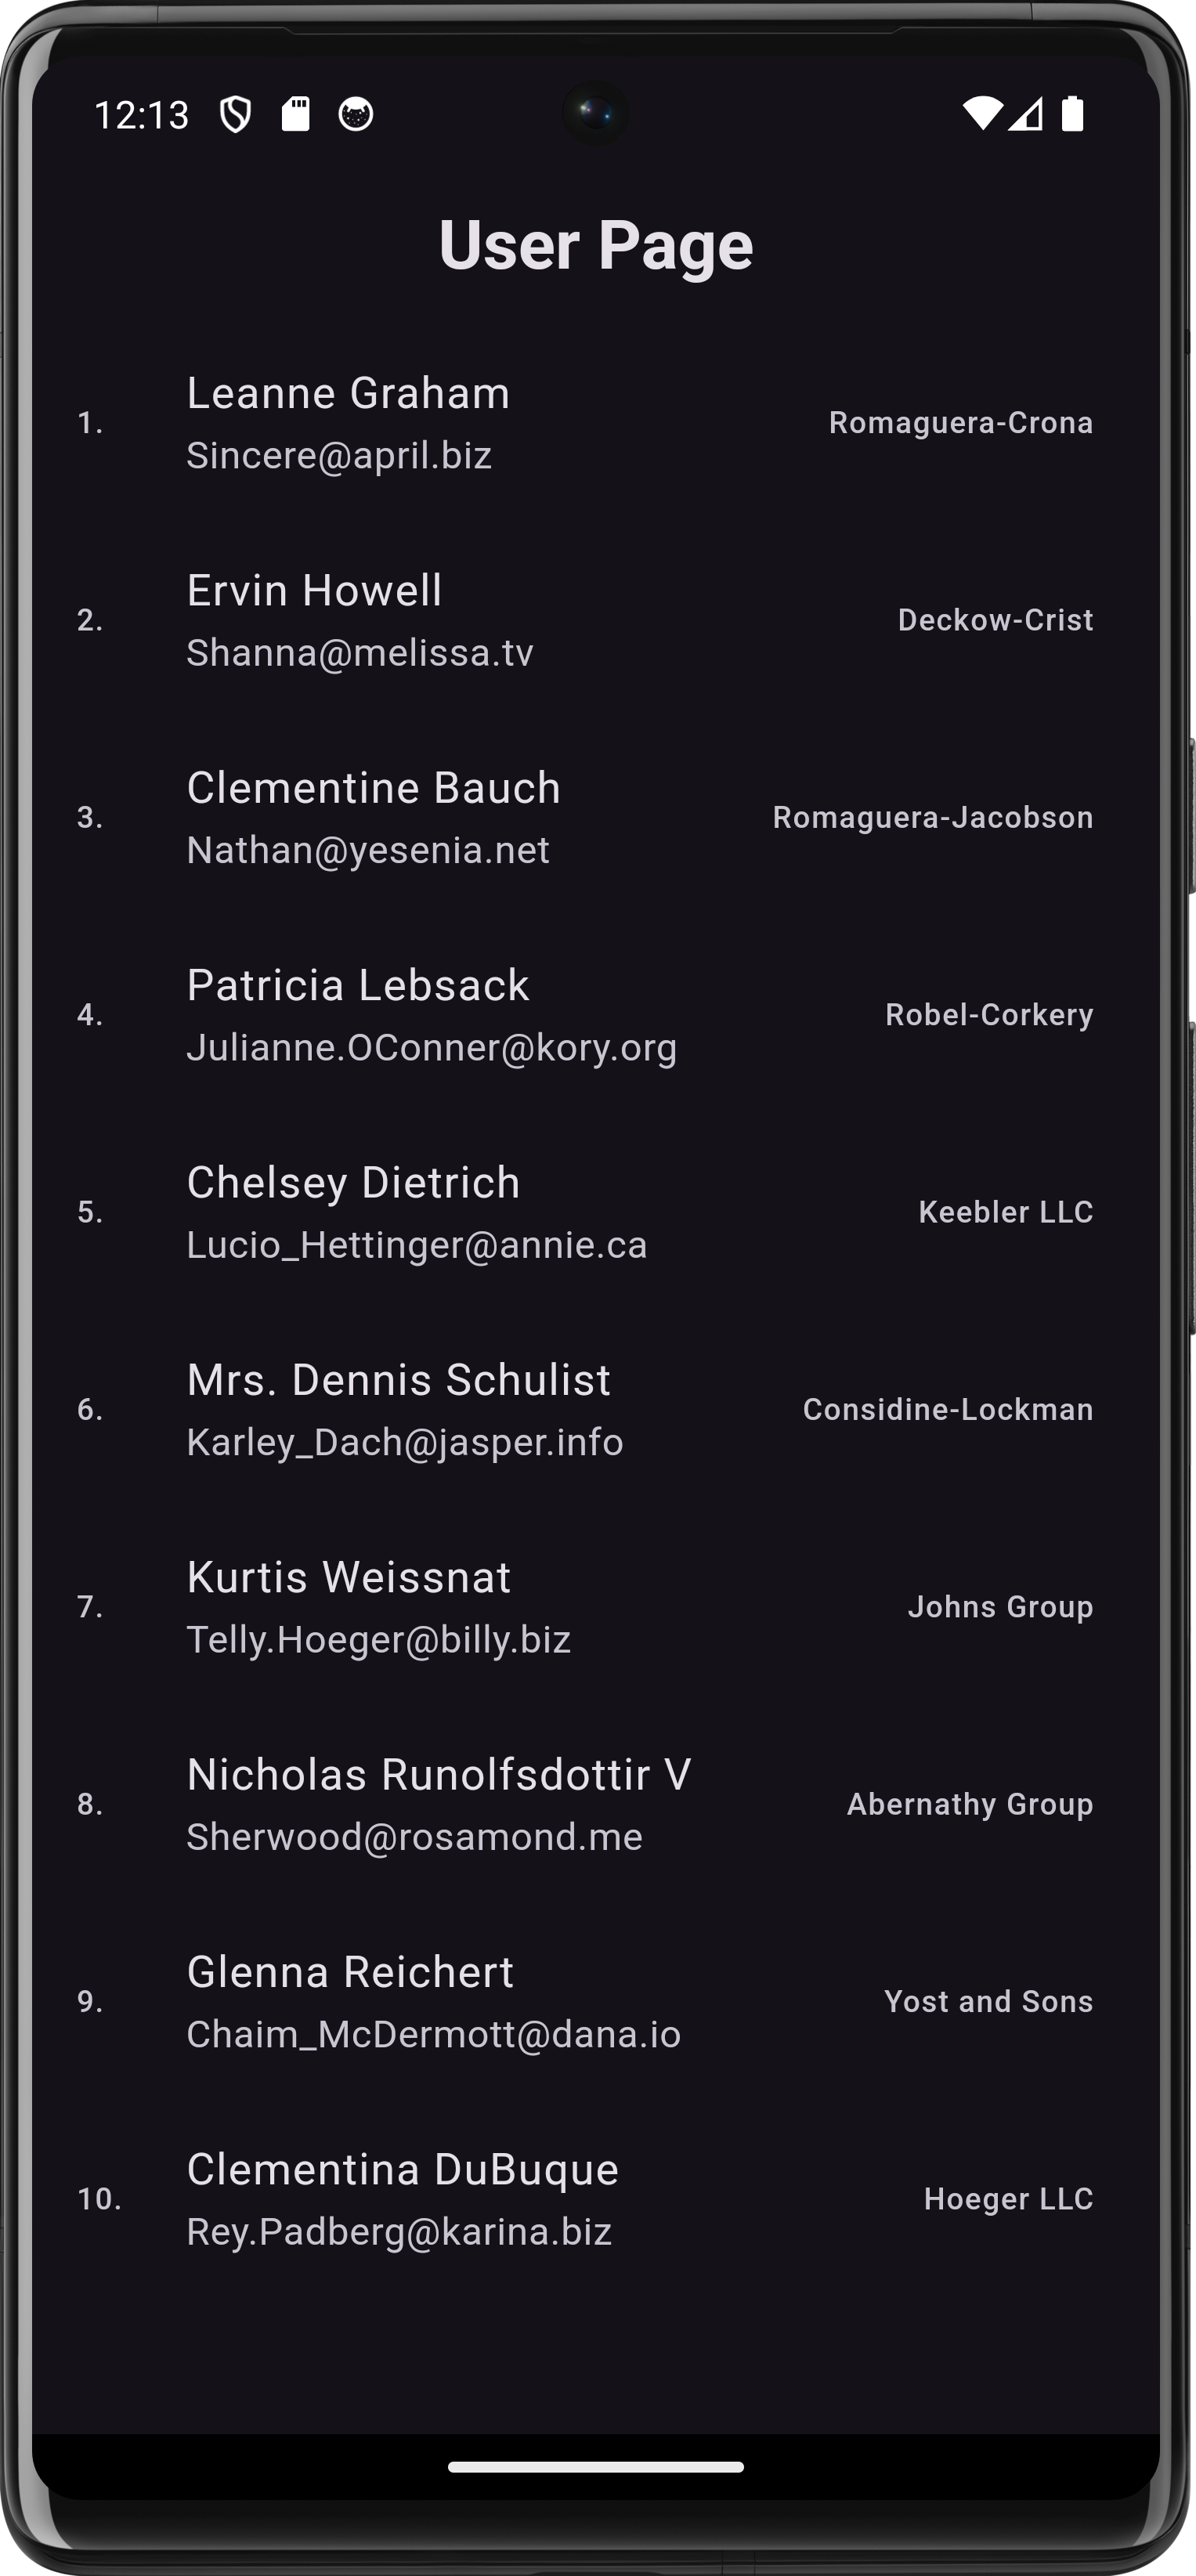 12:13
User Page
1.
Leanne Graham
Sincere@april.biz
Romaguera-Crona
2.
Ervin Howell
Shanna@melissa.tv
Deckow-Crist
3.
Clementine Bauch
Nathan@yesenia.net
Romaguera-Jacobson
4.
Patricia Lebsack
Julianne.OConner@kory.org
Robel-Corkery
5.
Chelsey Dietrich
Lucio_Hettinger@annie.ca
Keebler LLC
6.
Mrs. Dennis Schulist
Karley_Dach@jasper.info
Considine-Lockman
7.
Kurtis Weissnat
Telly.Hoeger@billy.biz
Johns Group
8.
Nicholas Runolfsdottir V
Sherwood@rosamond.me
Abernathy Group
9.
Glenna Reichert
Chaim_McDermott@dana.io
Yost and Sons
10.
Clementina DuBuque
Rey.Padberg@karina.biz
Hoeger LLC